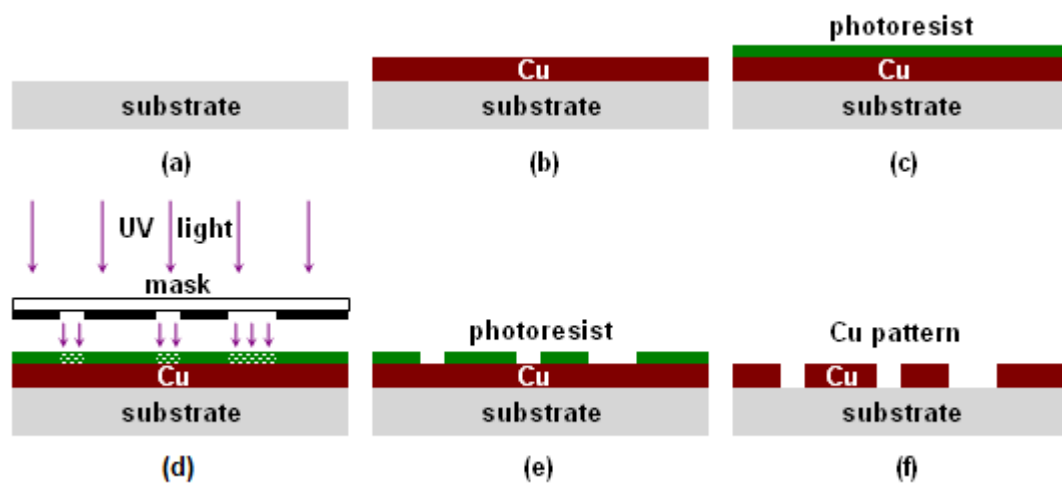 substrate
(a)
Cu
substrate
(b)
photoresist
Cu
substrate
(c)
UV light
mask
Cu
substrate
(d)
photoresist
Cu
substrate
(e)
Cu pattern
Cu
substrate
(f)